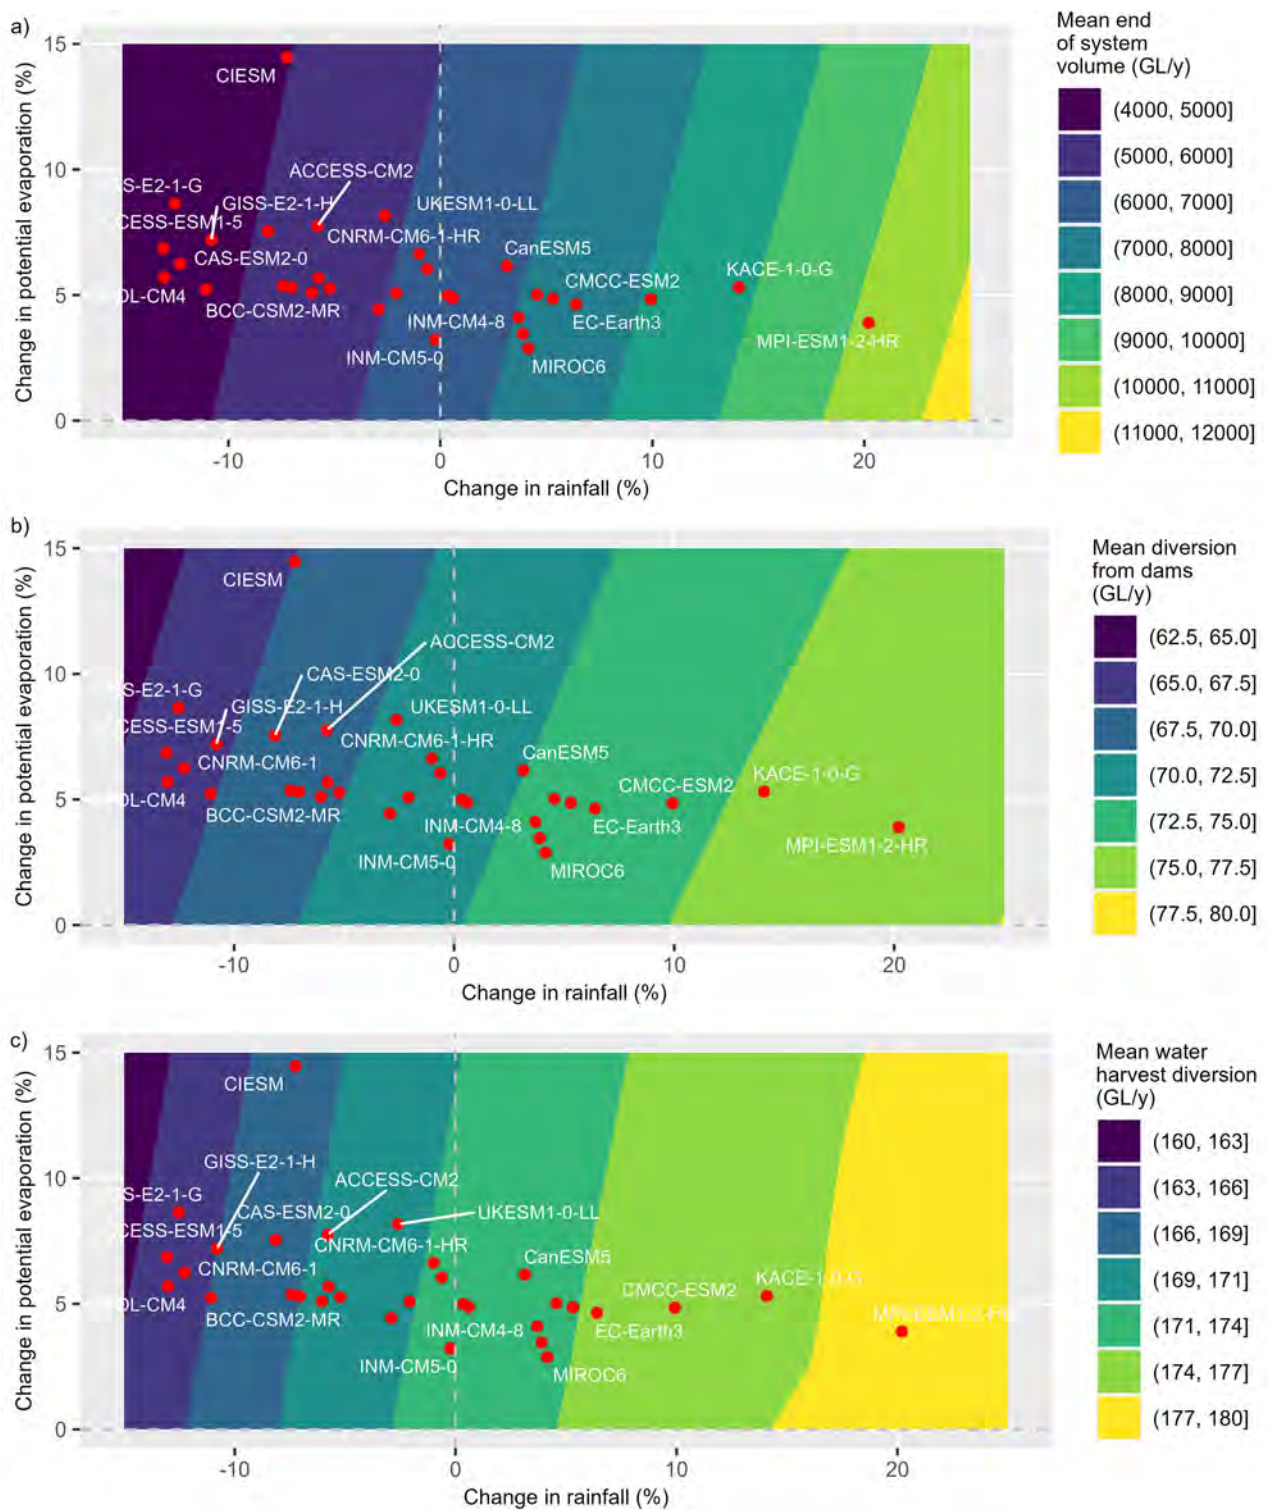 a)
Mean end
of system
volume (GL/y)
(4000, 5000]
(5000, 6000]
(6000, 7000]
(7000, 8000]
(8000, 9000]
(9000, 10000]
(10000, 11000]
(11000, 12000]
Change in potential evaporation (%)
15
10
5
0
CIESM
ACCESS-CM2
S-E2-1-G
GISS-E2-1-H
UKESM1-0-LL
CESS-ESM1-5
CNRM-CM6-1-HR
CanESM5
CAS-ESM2-0
KACE-1-0-G
CMCC-ESM2
OL-CM4
BCC-CSM2-MR
INM-CM4-8
EC-Earth3
MPI-ESM1-2-HR
INM-CM5-0
MIROC6
-10
0
10
20
Change in rainfall (%)
b)
Mean diversion
from dams
(GL/y)
(62.5, 65.0]
(65.0, 67.5]
(67.5, 70.0]
(70.0, 72.5]
(72.5, 75.0]
(75.0, 77.5]
(77.5, 80.0]
Change in potential evaporation (%)
15
10
5
0
CIESM
ACCESS-CM2
CAS-ESM2-0
S-E2-1-G
GISS-E2-1-H
UKESM1-0-LL
CESS-ESM1-5
CNRM-CM6-1-HR
CanESM5
CNRM-CM6-1
KACE-1-0-G
CMCC-ESM2
OL-CM4
BCC-CSM2-MR
INM-CM4-8
EC-Earth3
MPI-ESM1-2-HR
INM-CM5-0
MIROC6
-10
0
10
20
Change in rainfall (%)
c)
Mean water
harvest diversion
(GL/y)
(160, 163]
(163, 166]
(166, 169]
(169, 171]
(171, 174]
(174, 177]
(177, 180]
Change in potential evaporation (%)
15
10
5
0
CIESM
GISS-E2-1-H
ACCESS-CM2
S-E2-1-G
CAS-ESM2-0
UKESM1-0-LL
CESS-ESM1-5
CNRM-CM6-1-HR
CanESM5
CNRM-CM6-1
KACE-1-0-G
CMCC-ESM2
OL-CM4
BCC-CSM2-MR
INM-CM4-8
EC-Earth3
MPI-ESM1-2-HR
INM-CM5-0
MIROC6
-10
0
10
20
Change in rainfall (%)